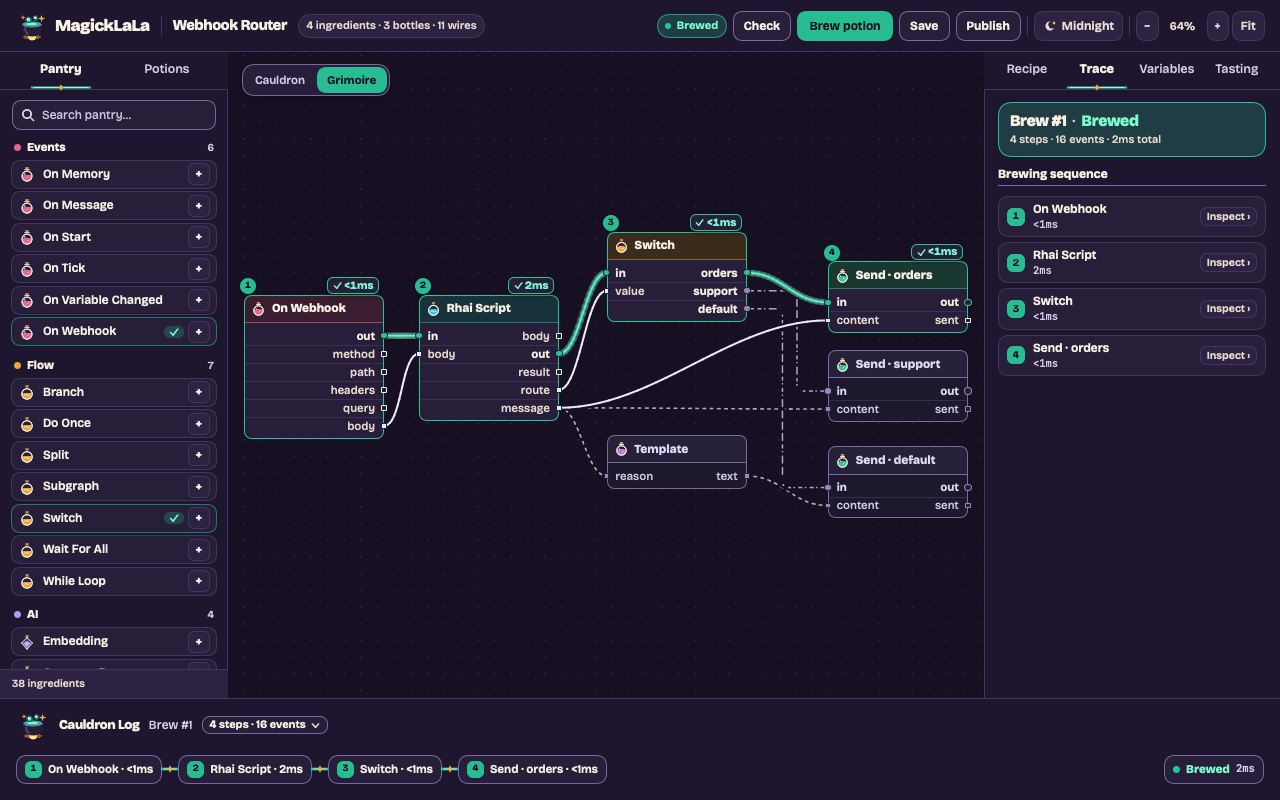 MagickLaLa
Webhook Router
4 ingredients · 3 bottles · 11 wires
Brewed
Check
Brew potion
Save
Publish
Midnight
−
64%
+
Fit
Pantry
Potions
Search pantry...
Events 6
On Memory +
On Message +
On Start +
On Tick +
On Variable Changed +
On Webhook +
Flow 7
Branch +
Do Once +
Split +
Subgraph +
Switch +
Wait For All +
While Loop +
AI 4
Embedding +
38 ingredients
Cauldron
Grimoire
1 <1ms
On Webhook
out
method
path
headers
query
body
2 2ms
Rhai Script
in body
body out
result
route
message
3 <1ms
Switch
in orders
value support
default
Template
reason text
4 <1ms
Send · orders
in out
content sent
Send · support
in out
content sent
Send · default
in out
content sent
Recipe
Trace
Variables
Tasting
Brew #1 · Brewed
4 steps · 16 events · 2ms total
Brewing sequence
1 On Webhook
<1ms
Inspect ›
2 Rhai Script
2ms
Inspect ›
3 Switch
<1ms
Inspect ›
4 Send · orders
<1ms
Inspect ›
Cauldron Log
Brew #1
4 steps · 16 events
1 On Webhook · <1ms
2 Rhai Script · 2ms
3 Switch · <1ms
4 Send · orders · <1ms
Brewed 2ms